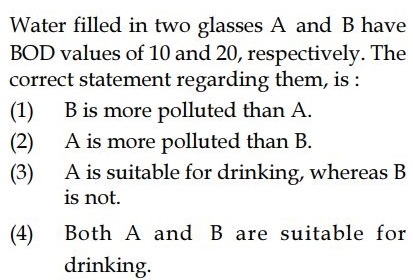 Water filled in two glasses A and B have
BOD values of 10 and 20, respectively. The
correct statement regarding them, is :
(1) B is more polluted than A.
(2) A is more polluted than B.
(3) A is suitable for drinking, whereas B
is not.
(4) Both A and B are suitable for
drinking.